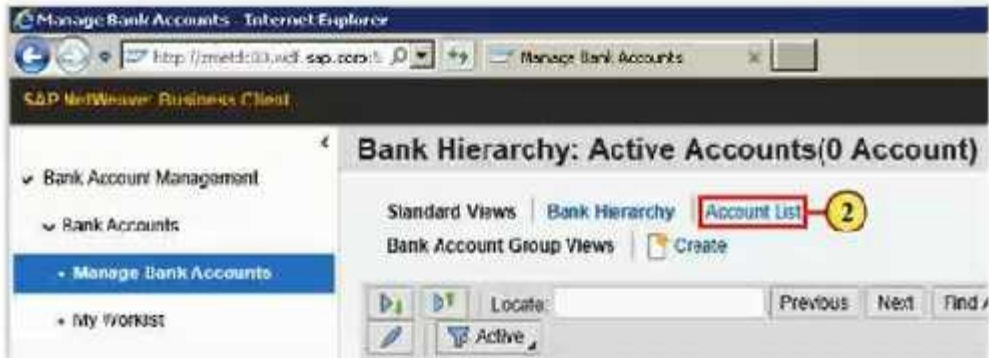 Manage Bank Accounts - Internet Explorer
Manage Bank Accounts
SAP NetWeaver Business Client
Bank Hierarchy: Active Accounts(0 Account)
Bank Account Management
Bank Accounts
Manage Bank Accounts
My Worklist
Standard Views Bank Hierarchy Account List 2
Bank Account Group Views Create
Locate: Previous Next Find
Active